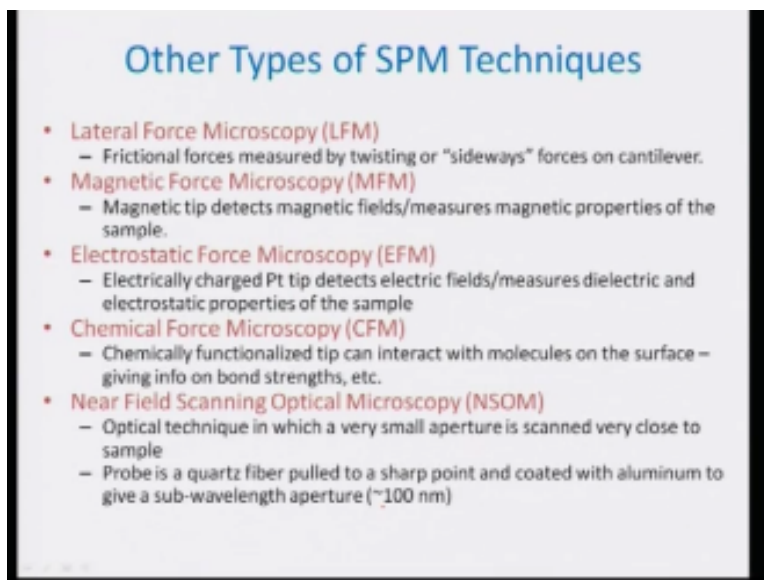 Other Types of SPM Techniques
• Lateral Force Microscopy (LFM)
– Frictional forces measured by twisting or "sideways" forces on cantilever.
• Magnetic Force Microscopy (MFM)
– Magnetic tip detects magnetic fields/measures magnetic properties of the
sample.
• Electrostatic Force Microscopy (EFM)
– Electrically charged Pt tip detects electric fields/measures dielectric and
electrostatic properties of the sample
• Chemical Force Microscopy (CFM)
– Chemically functionalized tip can interact with molecules on the surface –
giving info on bond strengths, etc.
• Near Field Scanning Optical Microscopy (NSOM)
– Optical technique in which a very small aperture is scanned very close to
sample
– Probe is a quartz fiber pulled to a sharp point and coated with aluminum to
give a sub-wavelength aperture (~100 nm)